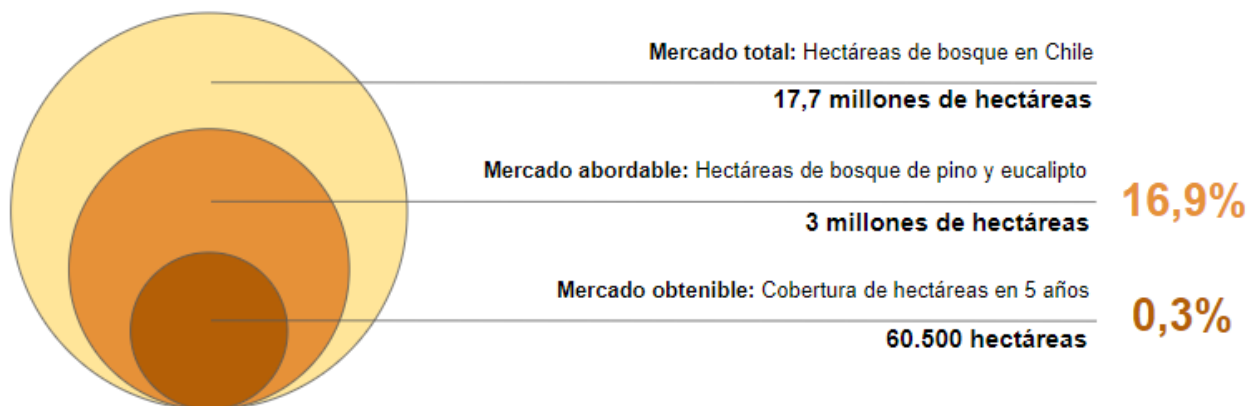 Mercado total: Hectáreas de bosque en Chile
17,7 millones de hectáreas
Mercado abordable: Hectáreas de bosque de pino y eucalipto
16,9%
3 millones de hectáreas
Mercado obtenible: Cobertura de hectáreas en 5 años
0,3%
60.500 hectáreas